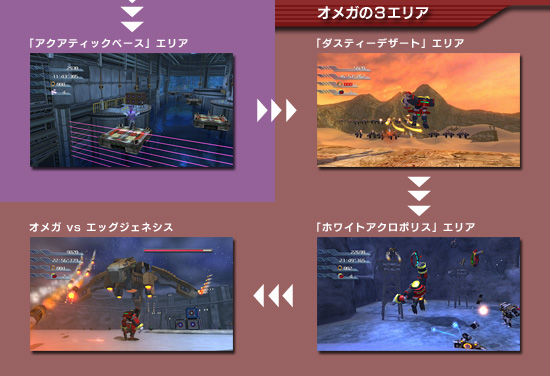 オメガの3エリア
「アクアティックベース」エリア
「ダスティーデザート」エリア
「ホワイトアクロポリス」エリア
オメガ vs エッグジェネシス